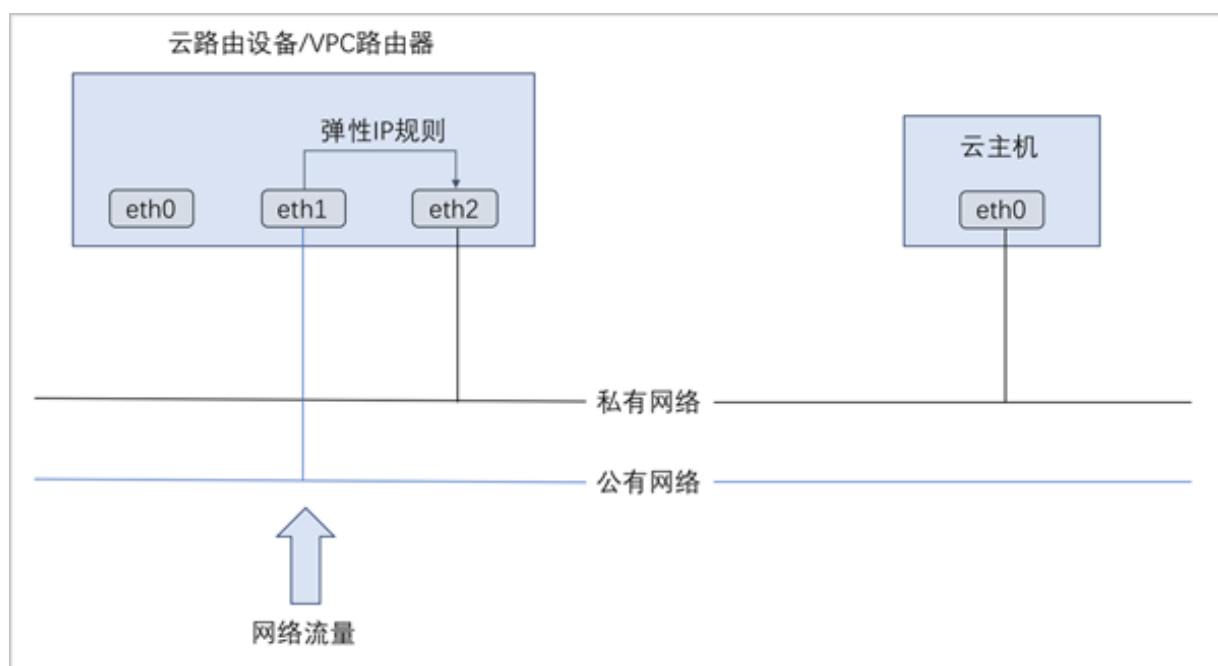 云路由设备/VPC路由器
弹性IP规则
云主机
eth0
eth1
eth2
eth0
私有网络
公有网络
网络流量